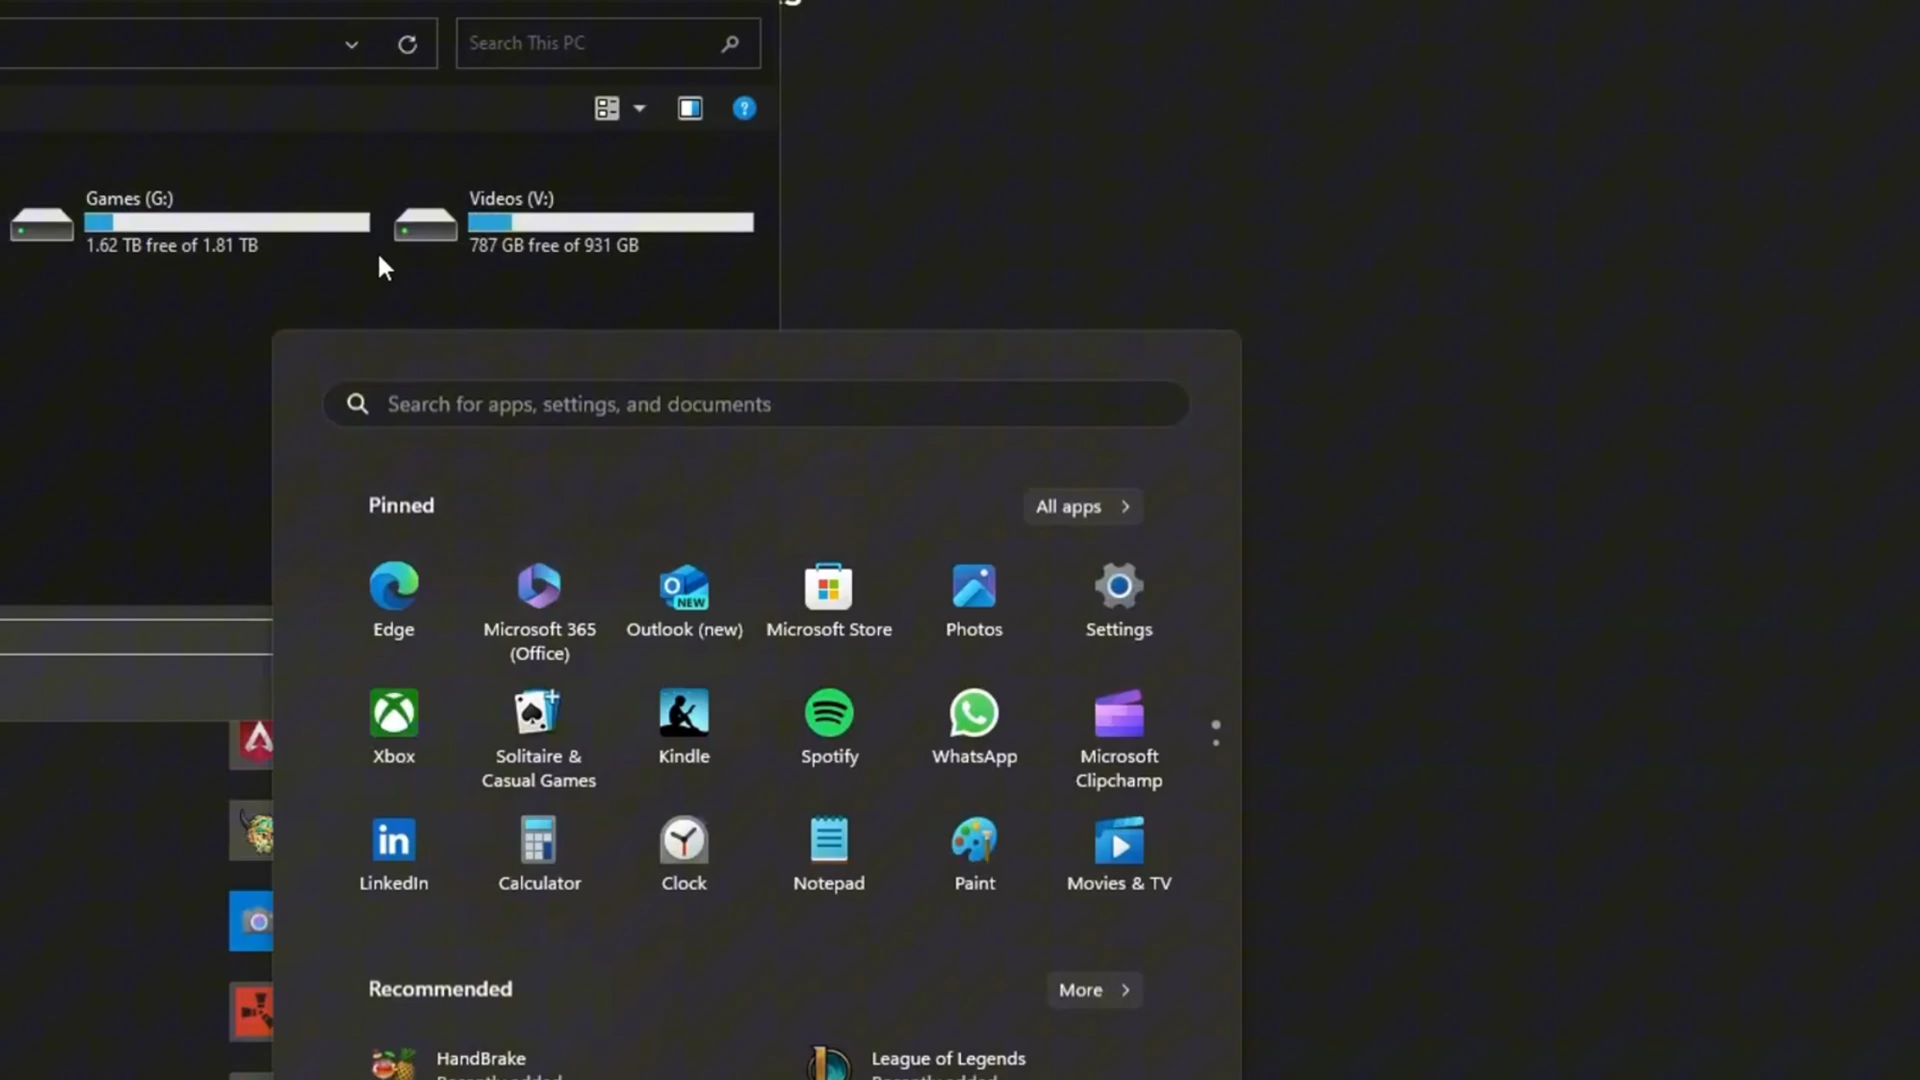 Search This PC
Games (G:)
1.62 TB free of 1.81 TB
Videos (V:)
787 GB free of 931 GB
Search for apps, settings, and documents
Pinned
All apps
Edge
Microsoft 365
(Office)
Outlook (new)
NEW
Microsoft Store
Photos
Settings
Xbox
Solitaire &
Casual Games
Kindle
Spotify
WhatsApp
Microsoft
Clipchamp
LinkedIn
Calculator
Clock
Notepad
Paint
Movies & TV
Recommended
More
HandBrake
League of Legends